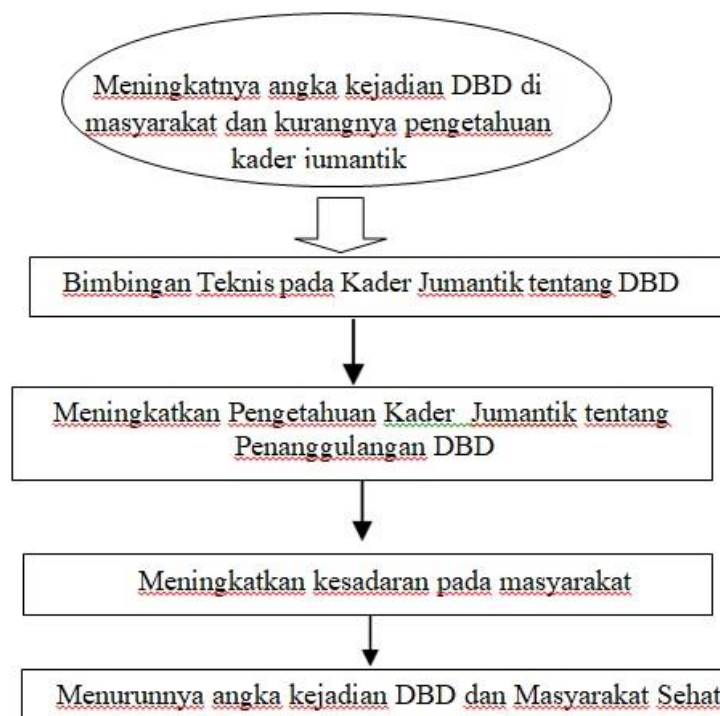 Meningkatnya angka kejadian DBD di
masyarakat dan kurangnya pengetahuan
kader jumantik
Bimbingan Teknis pada Kader Jumantik tentang DBD
Meningkatkan Pengetahuan Kader Jumantik tentang
Penanggulangan DBD
Meningkatkan kesadaran pada masyarakat
Menurunnya angka kejadian DBD dan Masyarakat Sehat